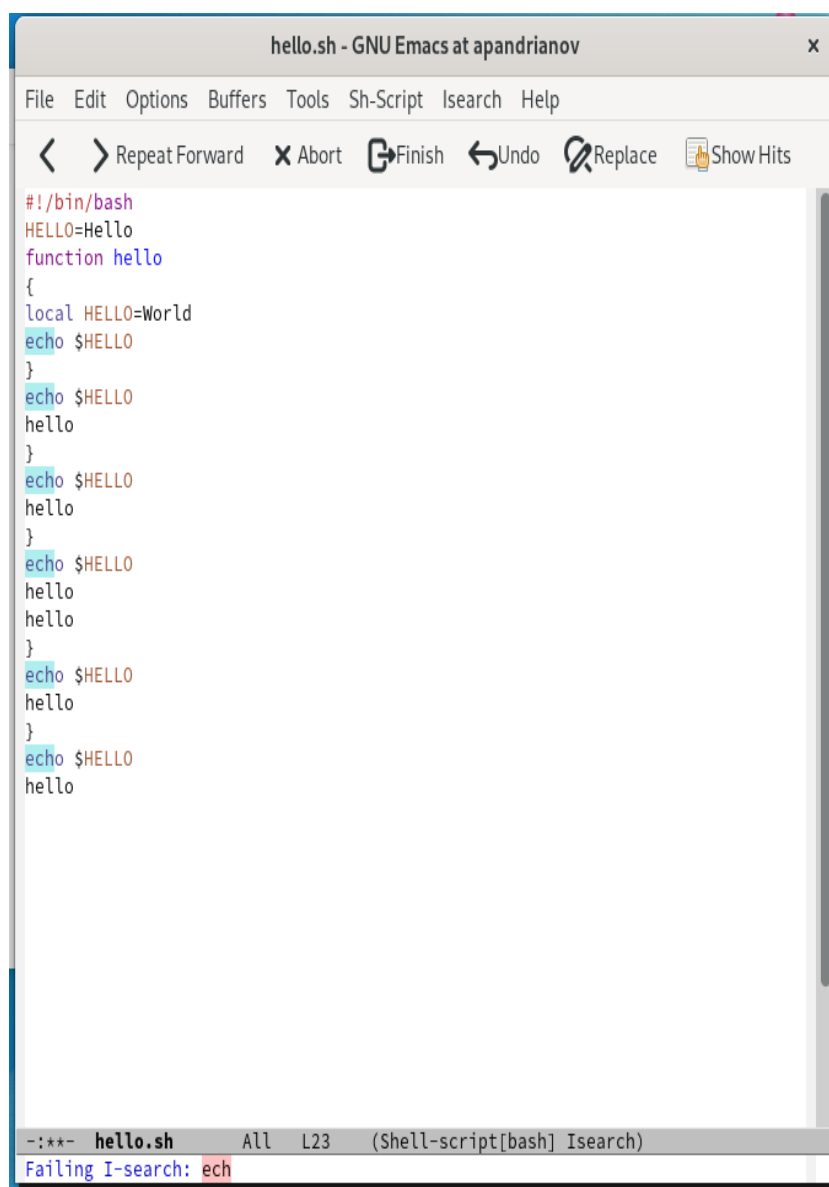 hello.sh - GNU Emacs at apandrianov ×
File Edit Options Buffers Tools Sh-Script Isearch Help
Repeat Forward Abort Finish Undo Replace Show Hits
#!/bin/bash
HELLO=Hello
function hello
{
local HELLO=World
echo $HELLO
}
echo $HELLO
hello
}
echo $HELLO
hello
}
echo $HELLO
hello
hello
}
echo $HELLO
hello
}
echo $HELLO
hello
-:**- hello.sh All L23 (Shell-script[bash] Isearch)
Failing I-search: ech